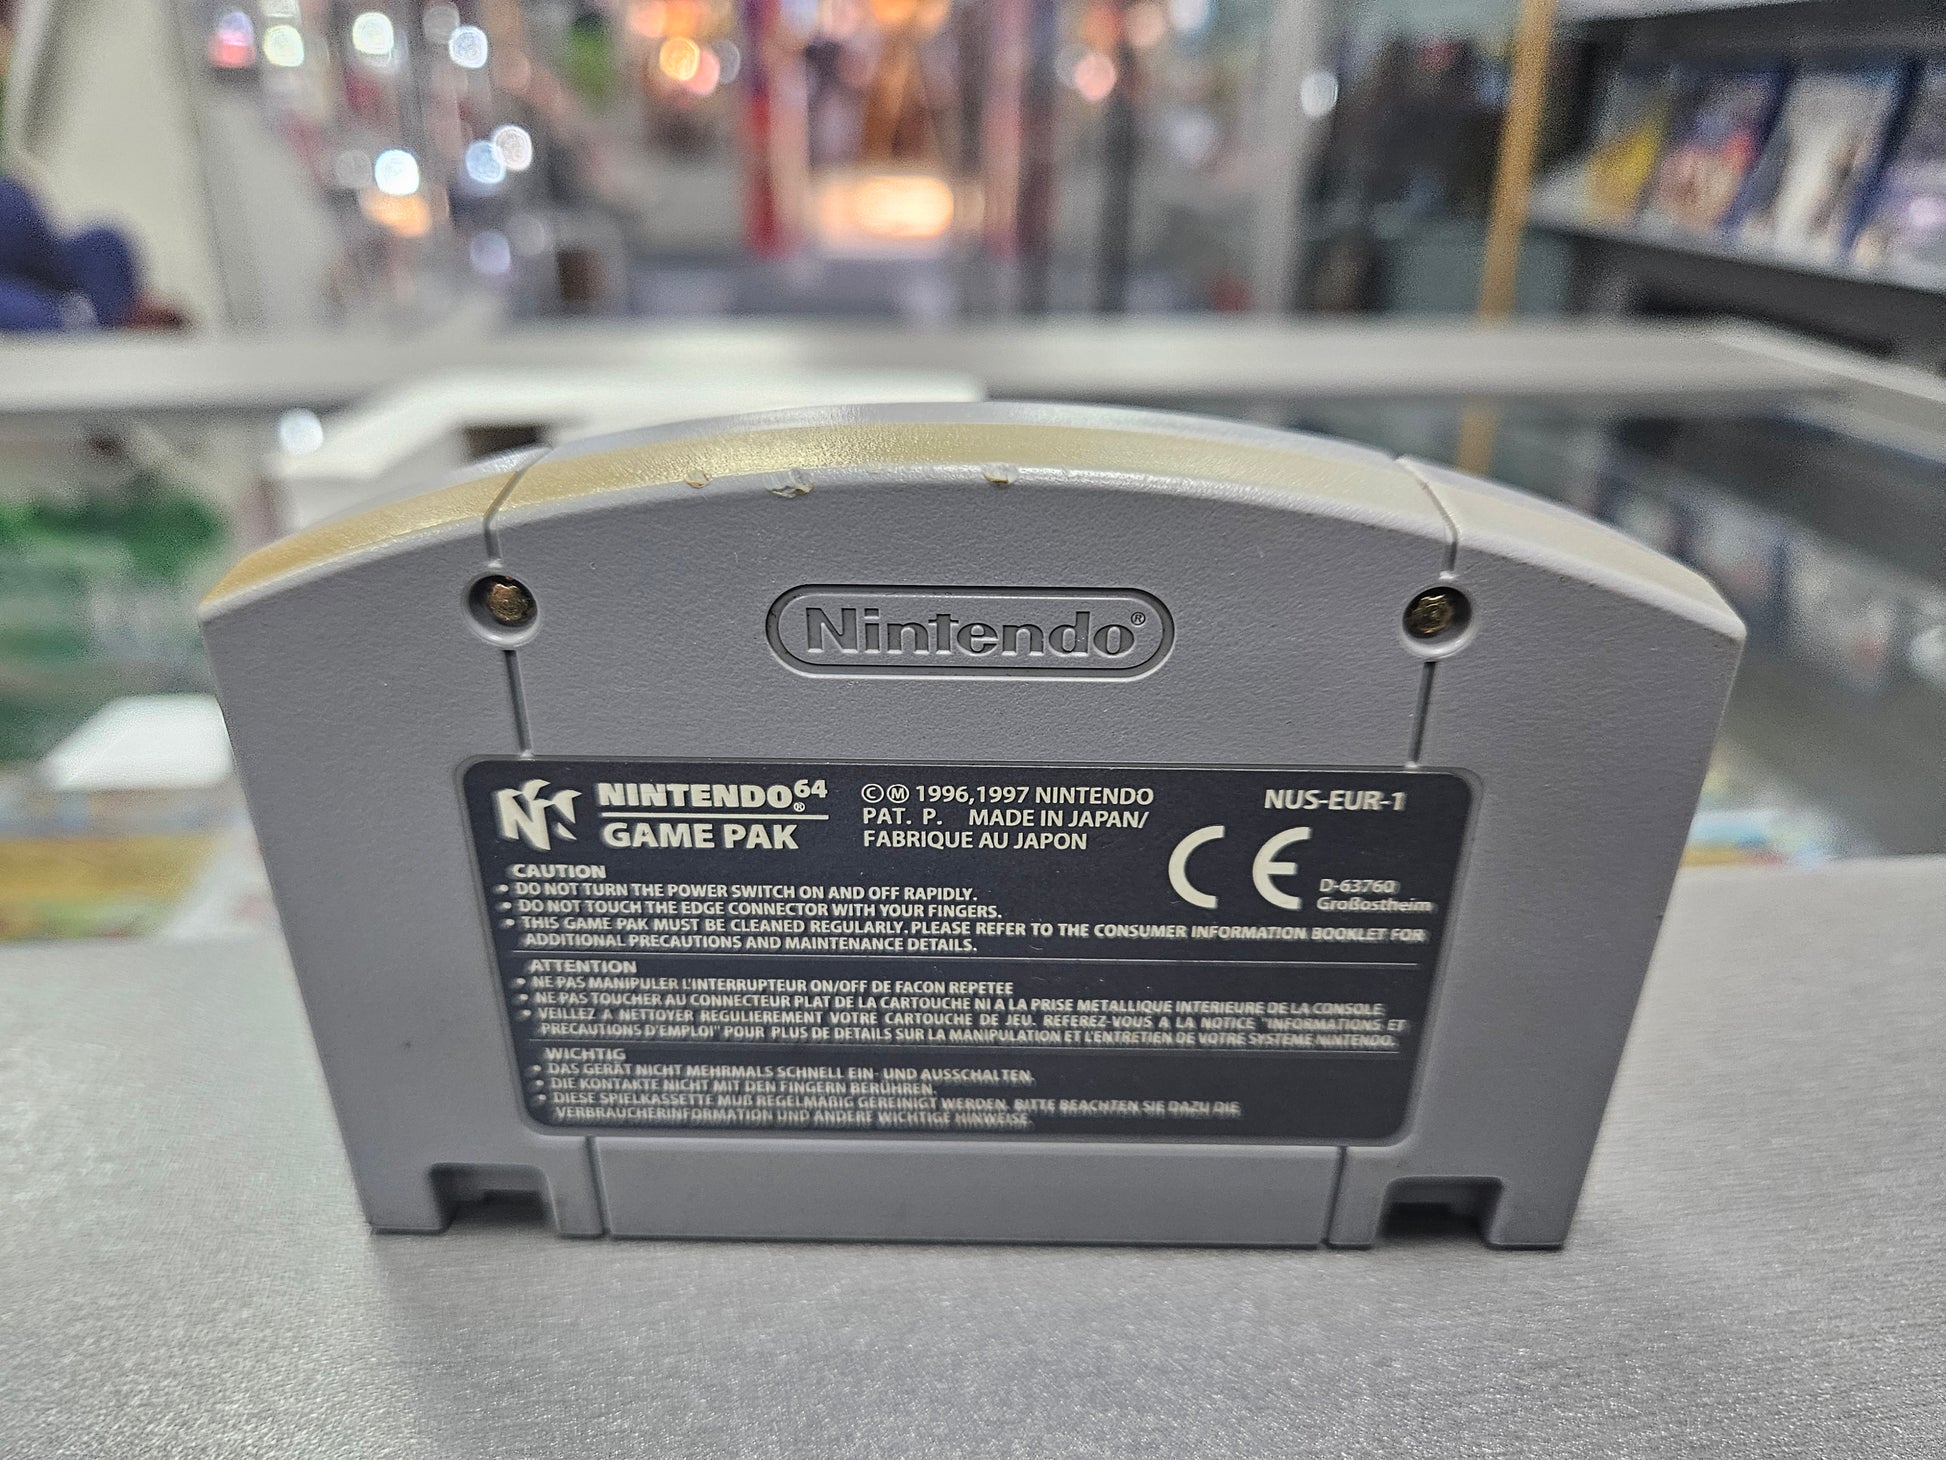 Nintendo®
NINTENDO64®
GAME PAK
©Ⓜ 1996,1997 NINTENDO
PAT. P. MADE IN JAPAN/
FABRIQUE AU JAPON
NUS-EUR-1
CE
D-63760
Großostheim
CAUTION
• DO NOT TURN THE POWER SWITCH ON AND OFF RAPIDLY.
• DO NOT TOUCH THE EDGE CONNECTOR WITH YOUR FINGERS.
• THIS GAME PAK MUST BE CLEANED REGULARLY. PLEASE REFER TO THE CONSUMER INFORMATION BOOKLET FOR
ADDITIONAL PRECAUTIONS AND MAINTENANCE DETAILS.
ATTENTION
• NE PAS MANIPULER L'INTERRUPTEUR ON/OFF DE FACON REPETEE
• NE PAS TOUCHER AU CONNECTEUR PLAT DE LA CARTOUCHE NI A LA PRISE METALLIQUE INTERIEURE DE LA CONSOLE.
• VEILLEZ A NETTOYER REGULIEREMENT VOTRE CARTOUCHE DE JEU. REFEREZ-VOUS A LA NOTICE "INFORMATIONS ET
PRECAUTIONS D'EMPLOI" POUR PLUS DE DETAILS SUR LA MANIPULATION ET L'ENTRETIEN DE VOTRE SYSTEME NINTENDO.
WICHTIG
• DAS GERÄT NICHT MEHRMALS SCHNELL EIN- UND AUSSCHALTEN.
• DIE KONTAKTE NICHT MIT DEN FINGERN BERÜHREN.
• DIESE SPIELKASSETTE MUß REGELMÄßIG GEREINIGT WERDEN. BITTE BEACHTEN SIE DAZU DIE
VERBRAUCHERINFORMATION UND ANDERE WICHTIGE HINWEISE.